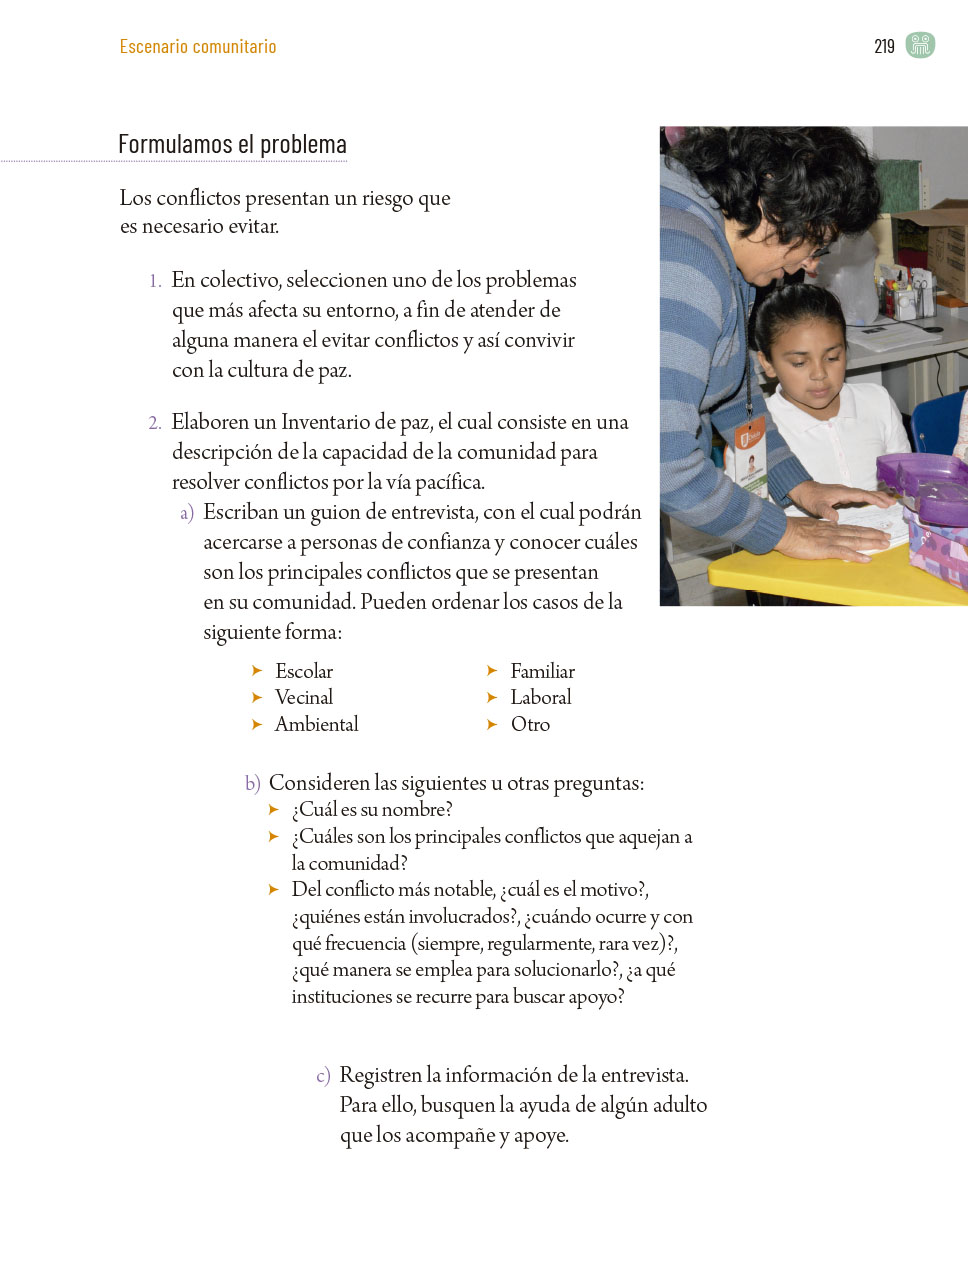 Escenario comunitario
219
Formulamos el problema
Los conflictos presentan un riesgo que
es necesario evitar.
1. En colectivo, seleccionen uno de los problemas
que más afecta su entorno, a fin de atender de
alguna manera el evitar conflictos y así convivir
con la cultura de paz.
2. Elaboren un Inventario de paz, el cual consiste en una
descripción de la capacidad de la comunidad para
resolver conflictos por la vía pacífica.
a) Escriban un guion de entrevista, con el cual podrán
acercarse a personas de confianza y conocer cuáles
son los principales conflictos que se presentan
en su comunidad. Pueden ordenar los casos de la
siguiente forma:
➤ Escolar
➤ Vecinal
➤ Ambiental
➤ Familiar
➤ Laboral
➤ Otro
b) Consideren las siguientes u otras preguntas:
➤ ¿Cuál es su nombre?
➤ ¿Cuáles son los principales conflictos que aquejan a
la comunidad?
➤ Del conflicto más notable, ¿cuál es el motivo?,
¿quiénes están involucrados?, ¿cuándo ocurre y con
qué frecuencia (siempre, regularmente, rara vez)?,
¿qué manera se emplea para solucionarlo?, ¿a qué
instituciones se recurre para buscar apoyo?
c) Registren la información de la entrevista.
Para ello, busquen la ayuda de algún adulto
que los acompañe y apoye.